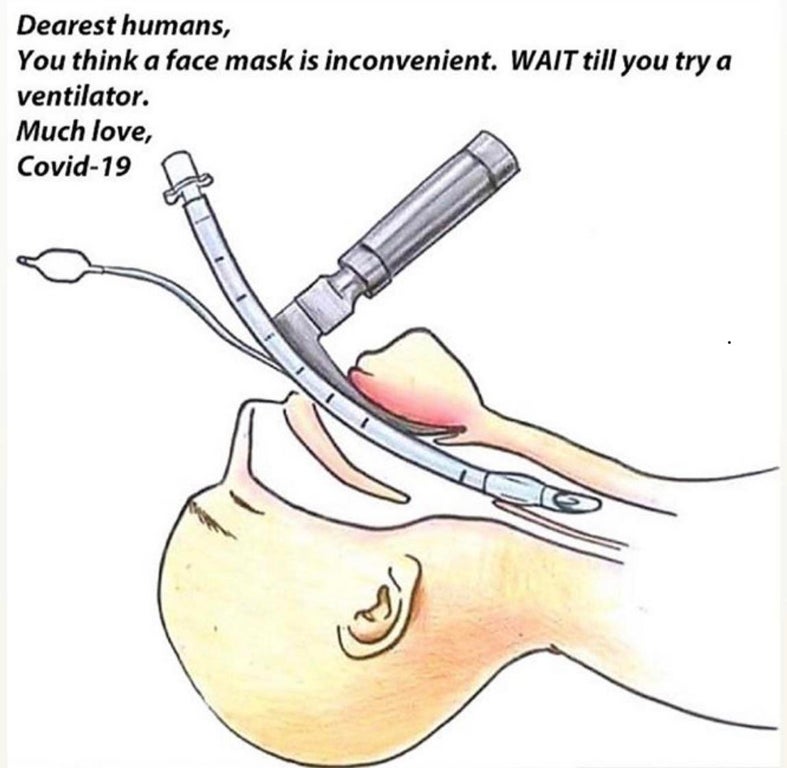 Dearest humans,
You think a face mask is inconvenient.  WAIT till you try a
ventilator.
Much love,
Covid-19